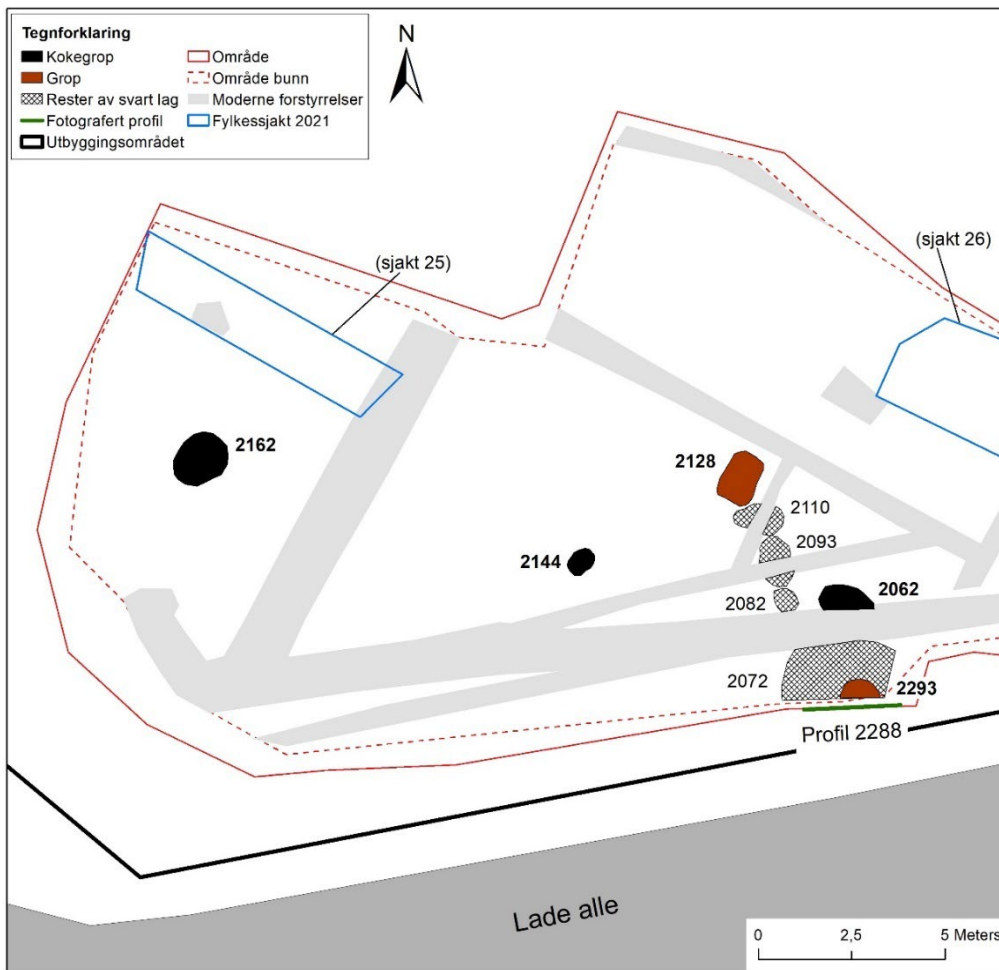 Tegnforklaring
Kokegrop
Grop
Rester av svart lag
Fotografert profil
Utbyggingsområdet
Område
Område bunn
Moderne forstyrrelser
Fylkessjakt 2021
N
(sjakt 25)
(sjakt 26)
2162
2128
2110
2093
2144
2062
2082
2072
2293
Profil 2288
Lade alle
0 2,5 5 Meters